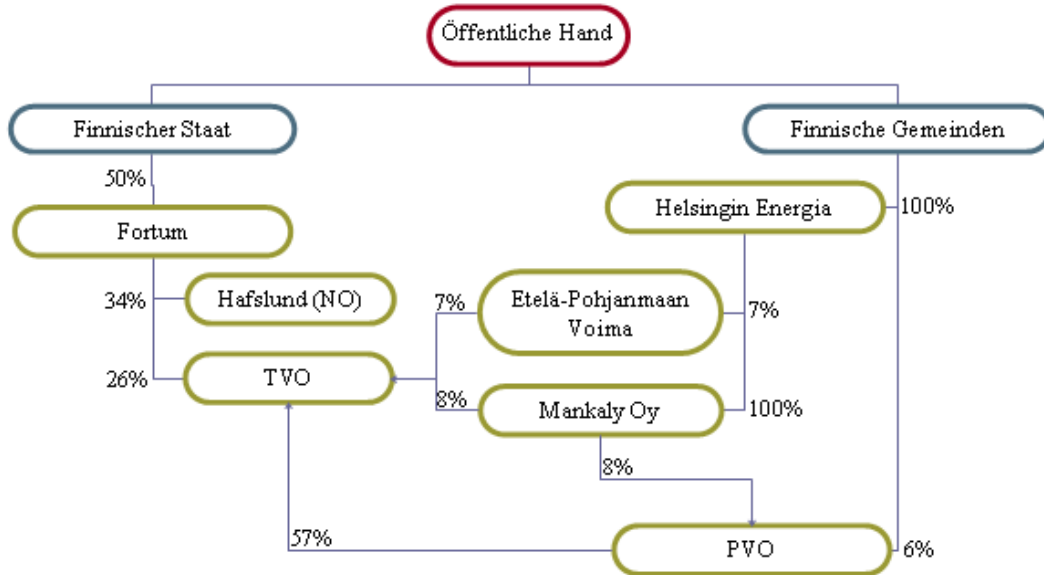 Öffentliche Hand
Finnischer Staat
Finnische Gemeinden
50%
Helsingin Energia
100%
Fortum
34%
Hafslund (NO)
7%
Etelä-Pohjanmaan
Voima
7%
26%
TVO
8%
Mankaly Oy
100%
8%
57%
PVO
6%